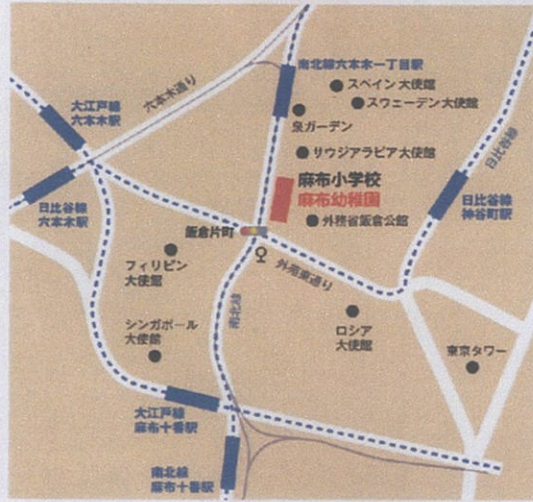 南北線六本木一丁目駅
スペイン大使館
スウェーデン大使館
泉ガーデン
サウジアラビア大使館
麻布小学校
麻布幼稚園
外務省飯倉公館
大江戸線
六本木駅
六本木通り
日比谷線
六本木駅
日比谷線
日比谷線
神谷町駅
飯倉片町
外苑東通り
フィリピン
大使館
南北線
シンガポール
大使館
ロシア
大使館
東京タワー
大江戸線
麻布十番駅
南北線
麻布十番駅